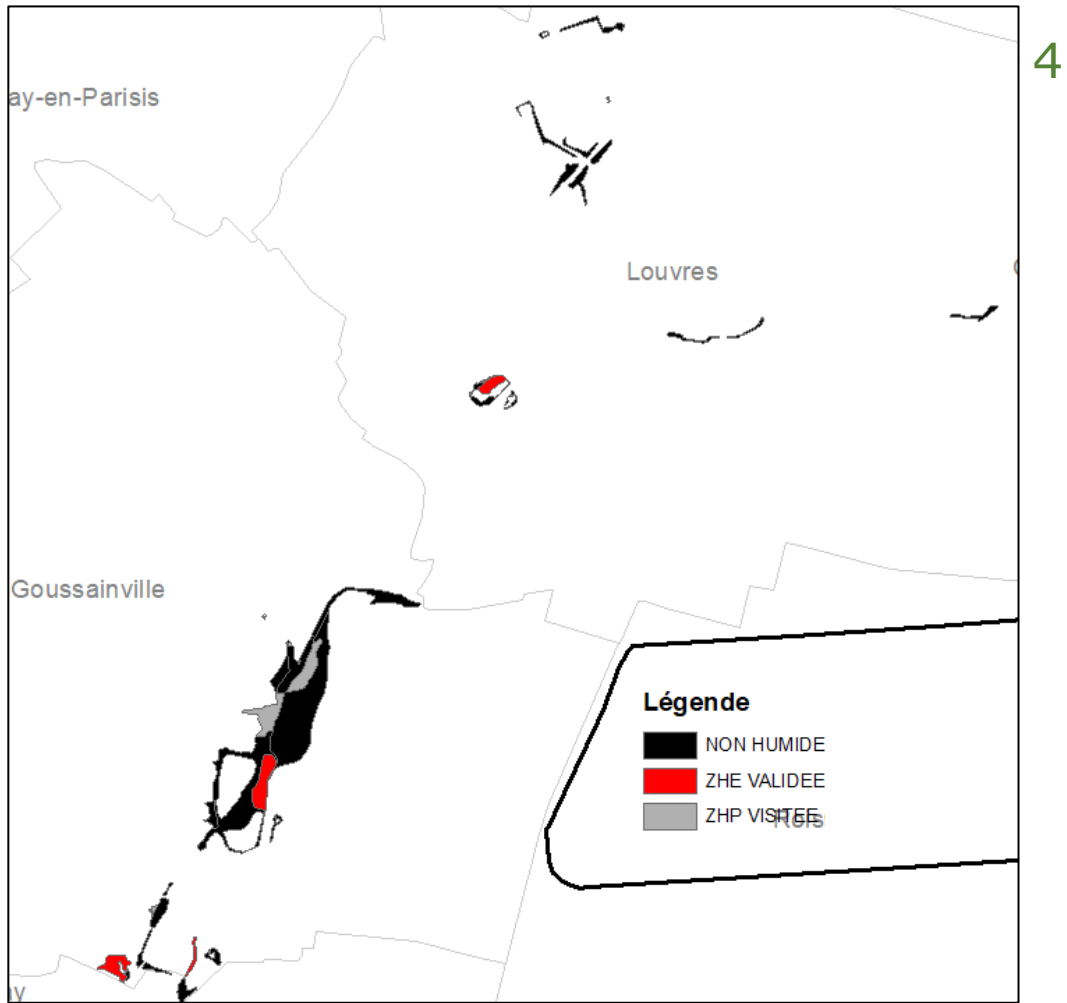 4
ay-en-Parisis
Louvres
Goussainville
Légende
NON HUMIDE
ZHE VALIDEE
ZHP VISITEE